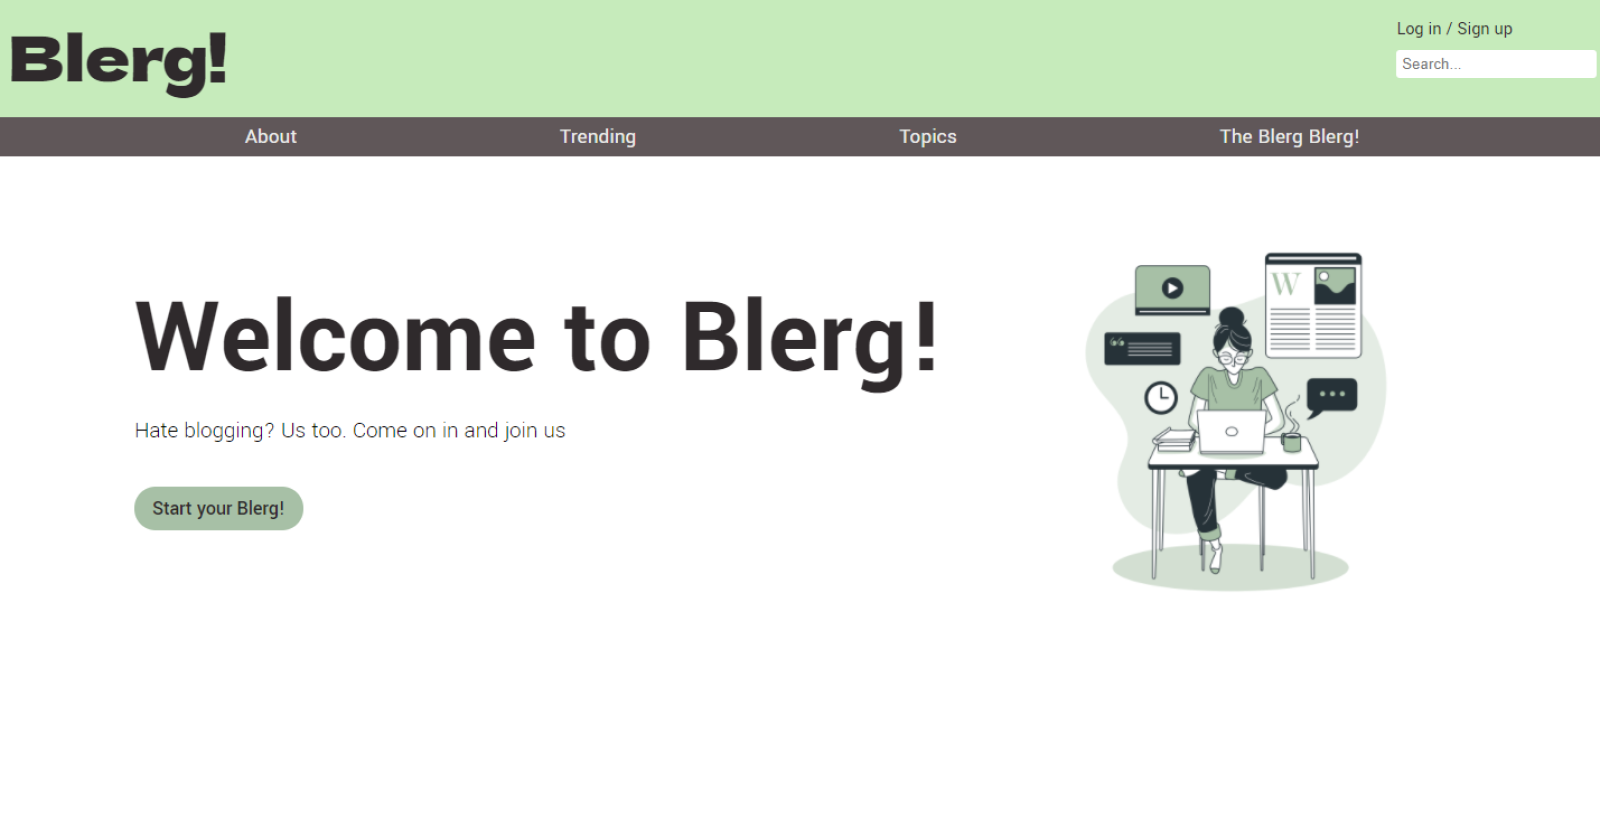 Blerg!
Log in / Sign up
Search...
About
Trending
Topics
The Blerg Blerg!
Welcome to Blerg!
Hate blogging? Us too. Come on in and join us
Start your Blerg!
W